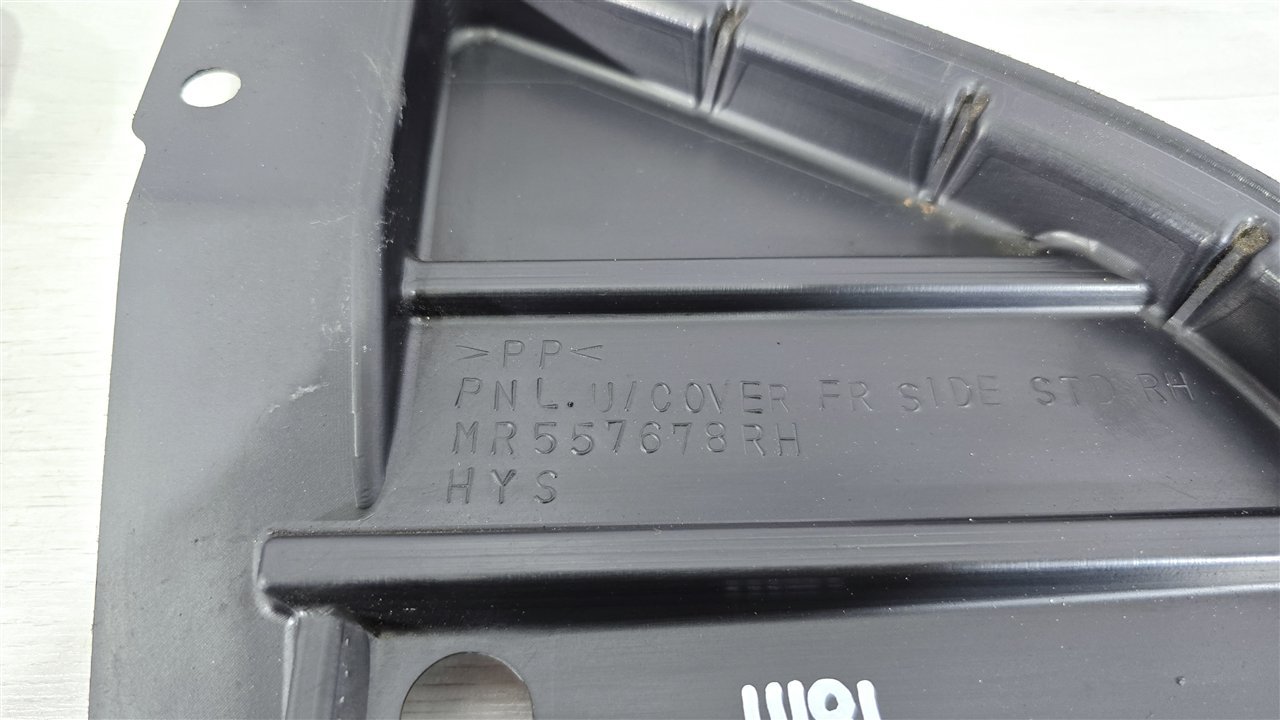 >PP<
PNL.U/COVER FR SIDE STD RH
MR557678RH
HYS